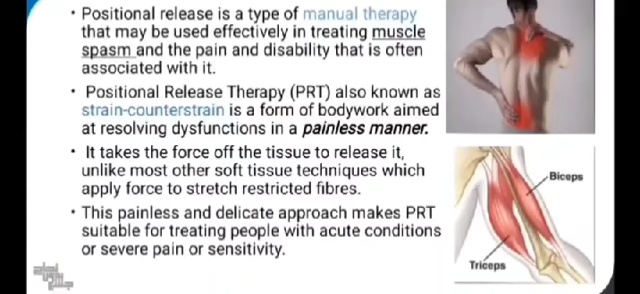 • Positional release is a type of manual therapy
that may be used effectively in treating muscle
spasm and the pain and disability that is often
associated with it.
• Positional Release Therapy (PRT) also known as
strain-counterstrain is a form of bodywork aimed
at resolving dysfunctions in a painless manner.
• It takes the force off the tissue to release it,
unlike most other soft tissue techniques which
apply force to stretch restricted fibres.
• This painless and delicate approach makes PRT
suitable for treating people with acute conditions
or severe pain or sensitivity.
Biceps
Triceps